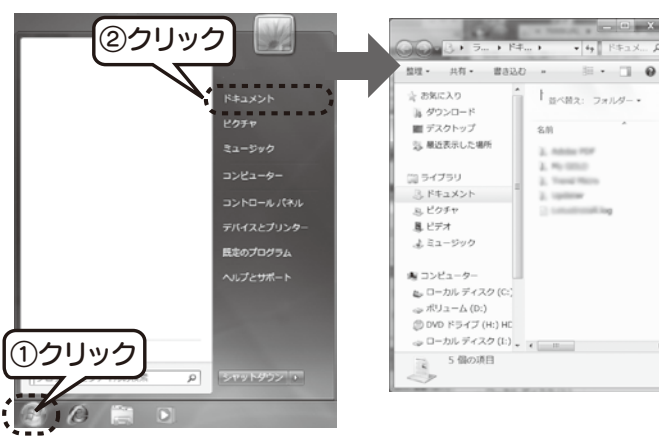 ②クリック
ドキュメント
ピクチャ
ミュージック
コンピューター
コントロール パネル
デバイスとプリンター
既定のプログラム
ヘルプとサポート
①クリック
シャットダウン
ラ... ドキ...
ドキュメ...
整理 共有 書き込む »
お気に入り
ダウンロード
デスクトップ
最近表示した場所
ライブラリ
ドキュメント
ピクチャ
ビデオ
ミュージック
コンピューター
ローカル ディスク (C:)
ボリューム (D:)
DVD ドライブ (H:) HD
ローカル ディスク (I:)
並べ替え: フォルダー
名前
5 個の項目